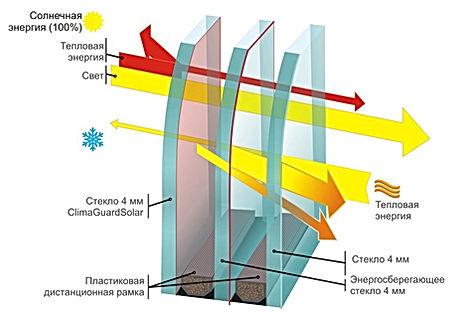 Солнечная
энергия (100%)
Тепловая
энергия
Свет
Стекло 4 мм
ClimaGuardSolar
Тепловая
энергия
Пластиковая
дистанционная рамка
Стекло 4 мм
Энергосберегающее
стекло 4 мм